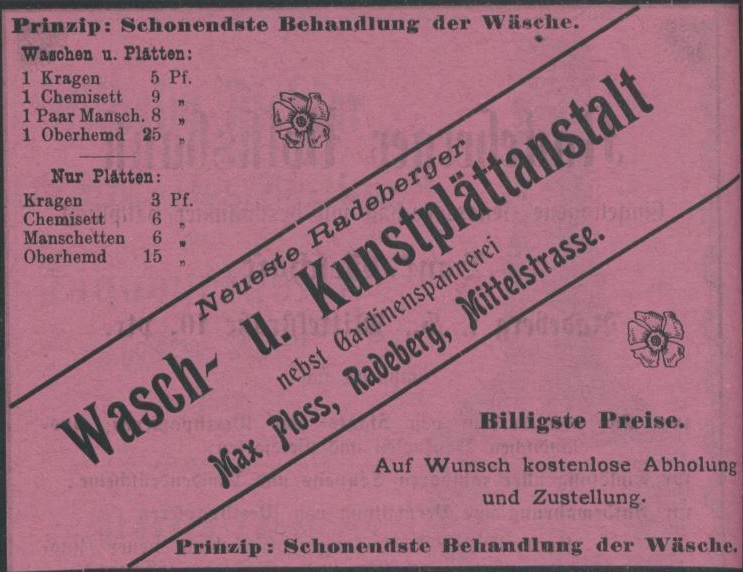 Prinzip: Schonendste Behandlung der Wäsche.
Waschen u. Plätten:
1 Kragen 5 Pf.
1 Chemisett 9 „
1 Paar Mansch. 8 „
1 Oberhemd 25 „
Nur Plätten:
Kragen 3 Pf.
Chemisett 6 „
Manschetten 6 „
Oberhemd 15 „
Neueste Radeberger
Wasch- u. Kunstplättanstalt
nebst Gardinenspannerei
Max Ploss, Radeberg, Mittelstrasse.
Billigste Preise.
Auf Wunsch kostenlose Abholung
und Zustellung.
Prinzip: Schonendste Behandlung der Wäsche.